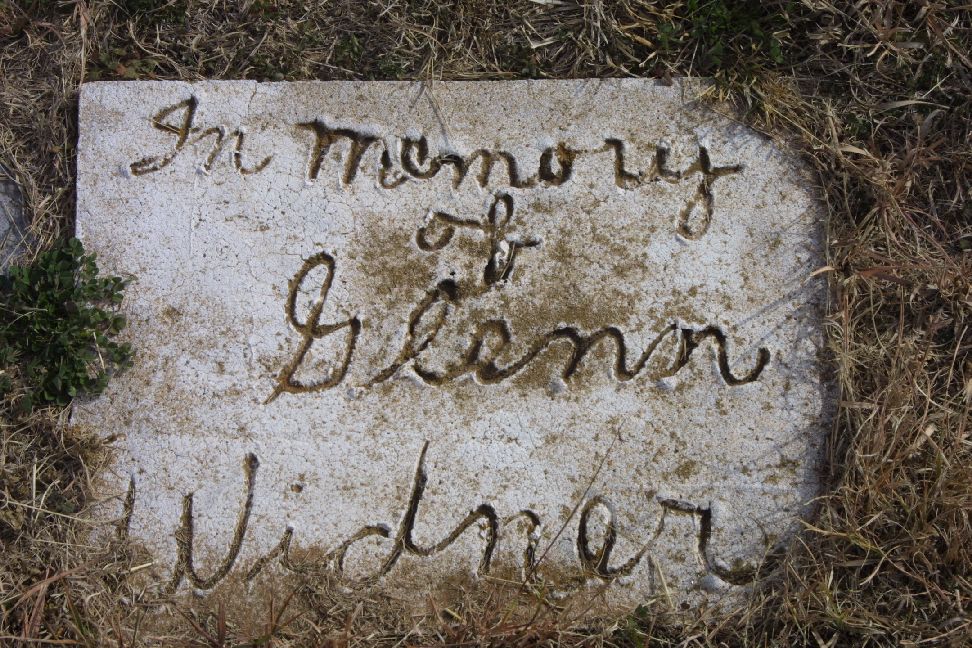 In memory
of
Glenn
Widner